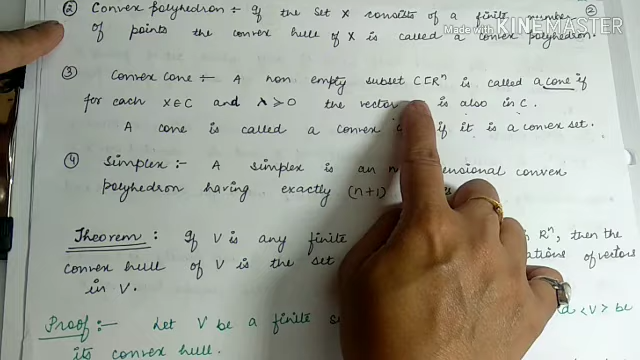 ② Convex polyhedron :- If the set X consists of a finite number
of points the convex hull of X is called a convex polyhedron.
Made with KINEMASTER
②
③ Convex Cone :- A non empty subset C ⊆ Rⁿ is called a cone if
for each x ∈ C and λ ⩾ 0 the vector is also in C.
A cone is called a convex if it is a convex set.
④ Simplex :- A simplex is an convex
polyhedron having exactly (n+1)
Theorem : If V is any finite in Rⁿ, then the
convex hull of V is the set of vectors
in V.
Proof :- Let V be a finite <V> be
its convex hull.